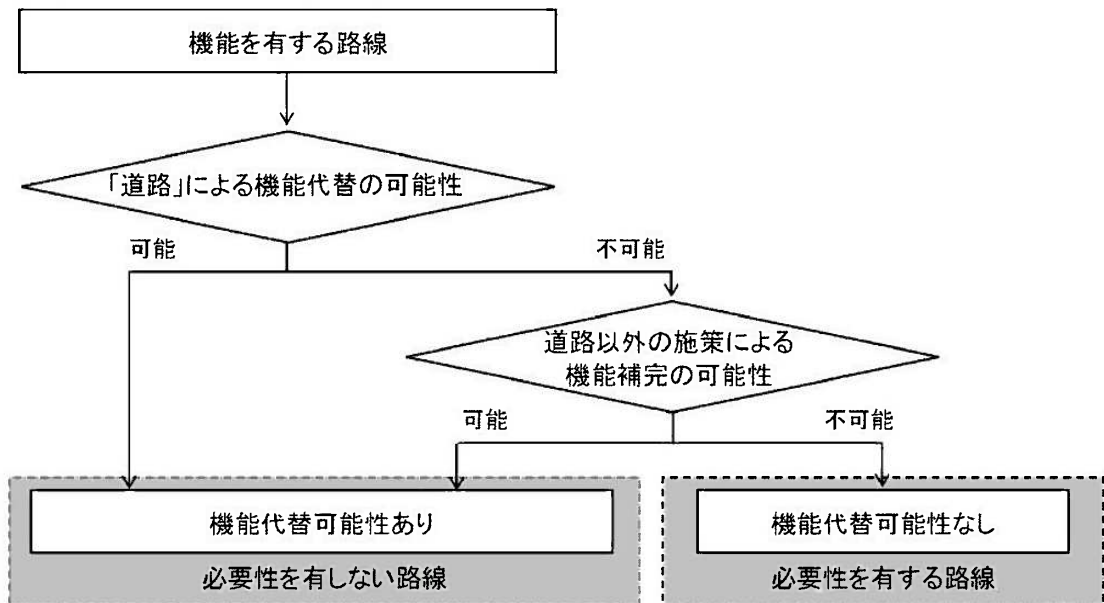 機能を有する路線
「道路」による機能代替の可能性
可能
不可能
道路以外の施策による
機能補完の可能性
可能
不可能
機能代替可能性あり
必要性を有しない路線
機能代替可能性なし
必要性を有する路線